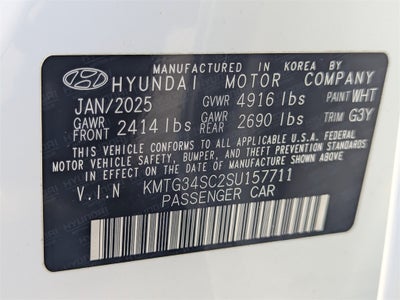 MANUFACTURED IN KOREA BY
HYUNDAI MOTOR COMPANY
JAN/2025 GVWR 4916 lbs PAINT WHT
GAWR FRONT 2414 lbs GAWR REAR 2690 lbs TRIM G3Y
THIS VEHICLE CONFORMS TO ALL APPLICABLE U.S.A. FEDERAL
MOTOR VEHICLE SAFETY, BUMPER, AND THEFT PREVENTION
STANDARDS IN EFFECT ON THE DATE OF MANUFACTURE SHOWN ABOVE.
V.I.N KMTG34SC2SU157711
PASSENGER CAR